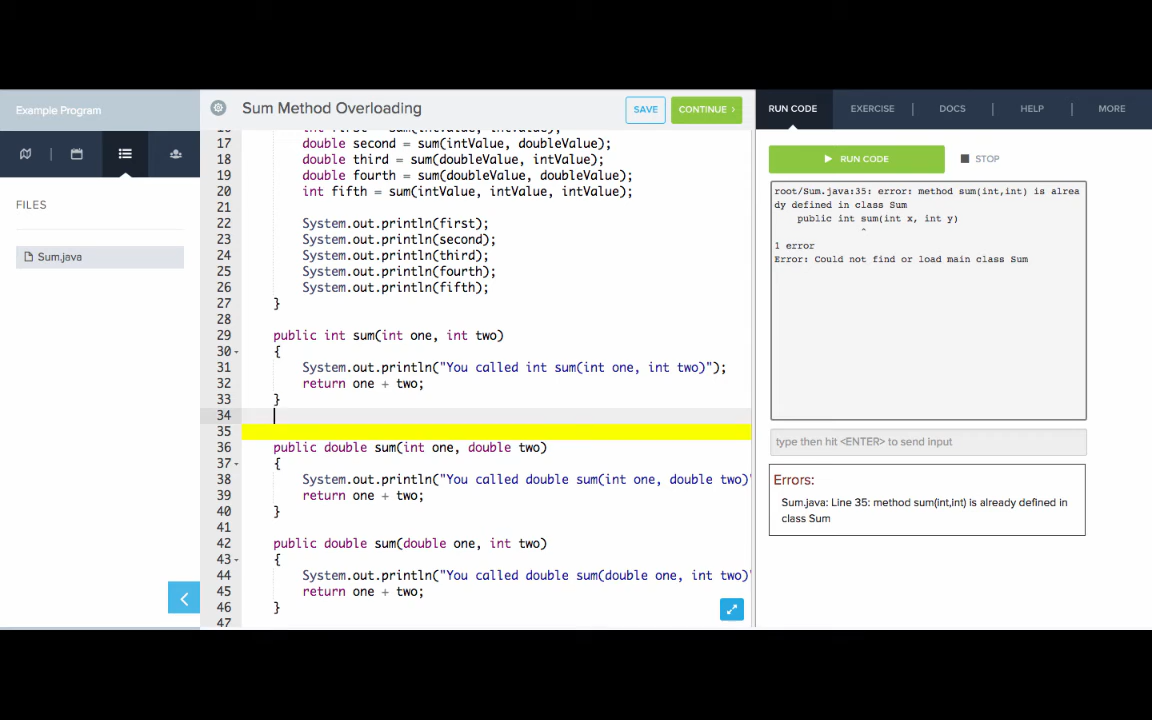 Example Program
Sum Method Overloading
SAVE
CONTINUE
RUN CODE
EXERCISE
DOCS
HELP
MORE
FILES
Sum.java
16 int first = sum(intValue, intValue);
17 double second = sum(intValue, doubleValue);
18 double third = sum(doubleValue, intValue);
19 double fourth = sum(doubleValue, doubleValue);
20 int fifth = sum(intValue, intValue, intValue);
21
22 System.out.println(first);
23 System.out.println(second);
24 System.out.println(third);
25 System.out.println(fourth);
26 System.out.println(fifth);
27 }
28
29 public int sum(int one, int two)
30 {
31 System.out.println("You called int sum(int one, int two)");
32 return one + two;
33 }
34
35
36 public double sum(int one, double two)
37 {
38 System.out.println("You called double sum(int one, double two)"
39 return one + two;
40 }
41
42 public double sum(double one, int two)
43 {
44 System.out.println("You called double sum(double one, int two)"
45 return one + two;
46 }
47
RUN CODE
STOP
root/Sum.java:35: error: method sum(int,int) is alrea
dy defined in class Sum
public int sum(int x, int y)
^
1 error
Error: Could not find or load main class Sum
type then hit <ENTER> to send input
Errors:
Sum.java: Line 35: method sum(int,int) is already defined in
class Sum